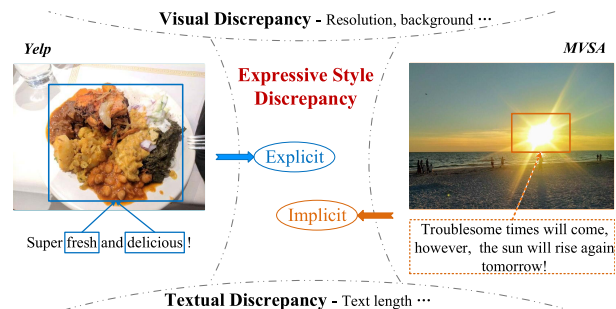 Visual Discrepancy - Resolution, background ···
Yelp
MVSA
Expressive Style
Discrepancy
Explicit
Implicit
Super fresh and delicious !
Troublesome times will come,
however, the sun will rise again
tomorrow!
Textual Discrepancy - Text length ···